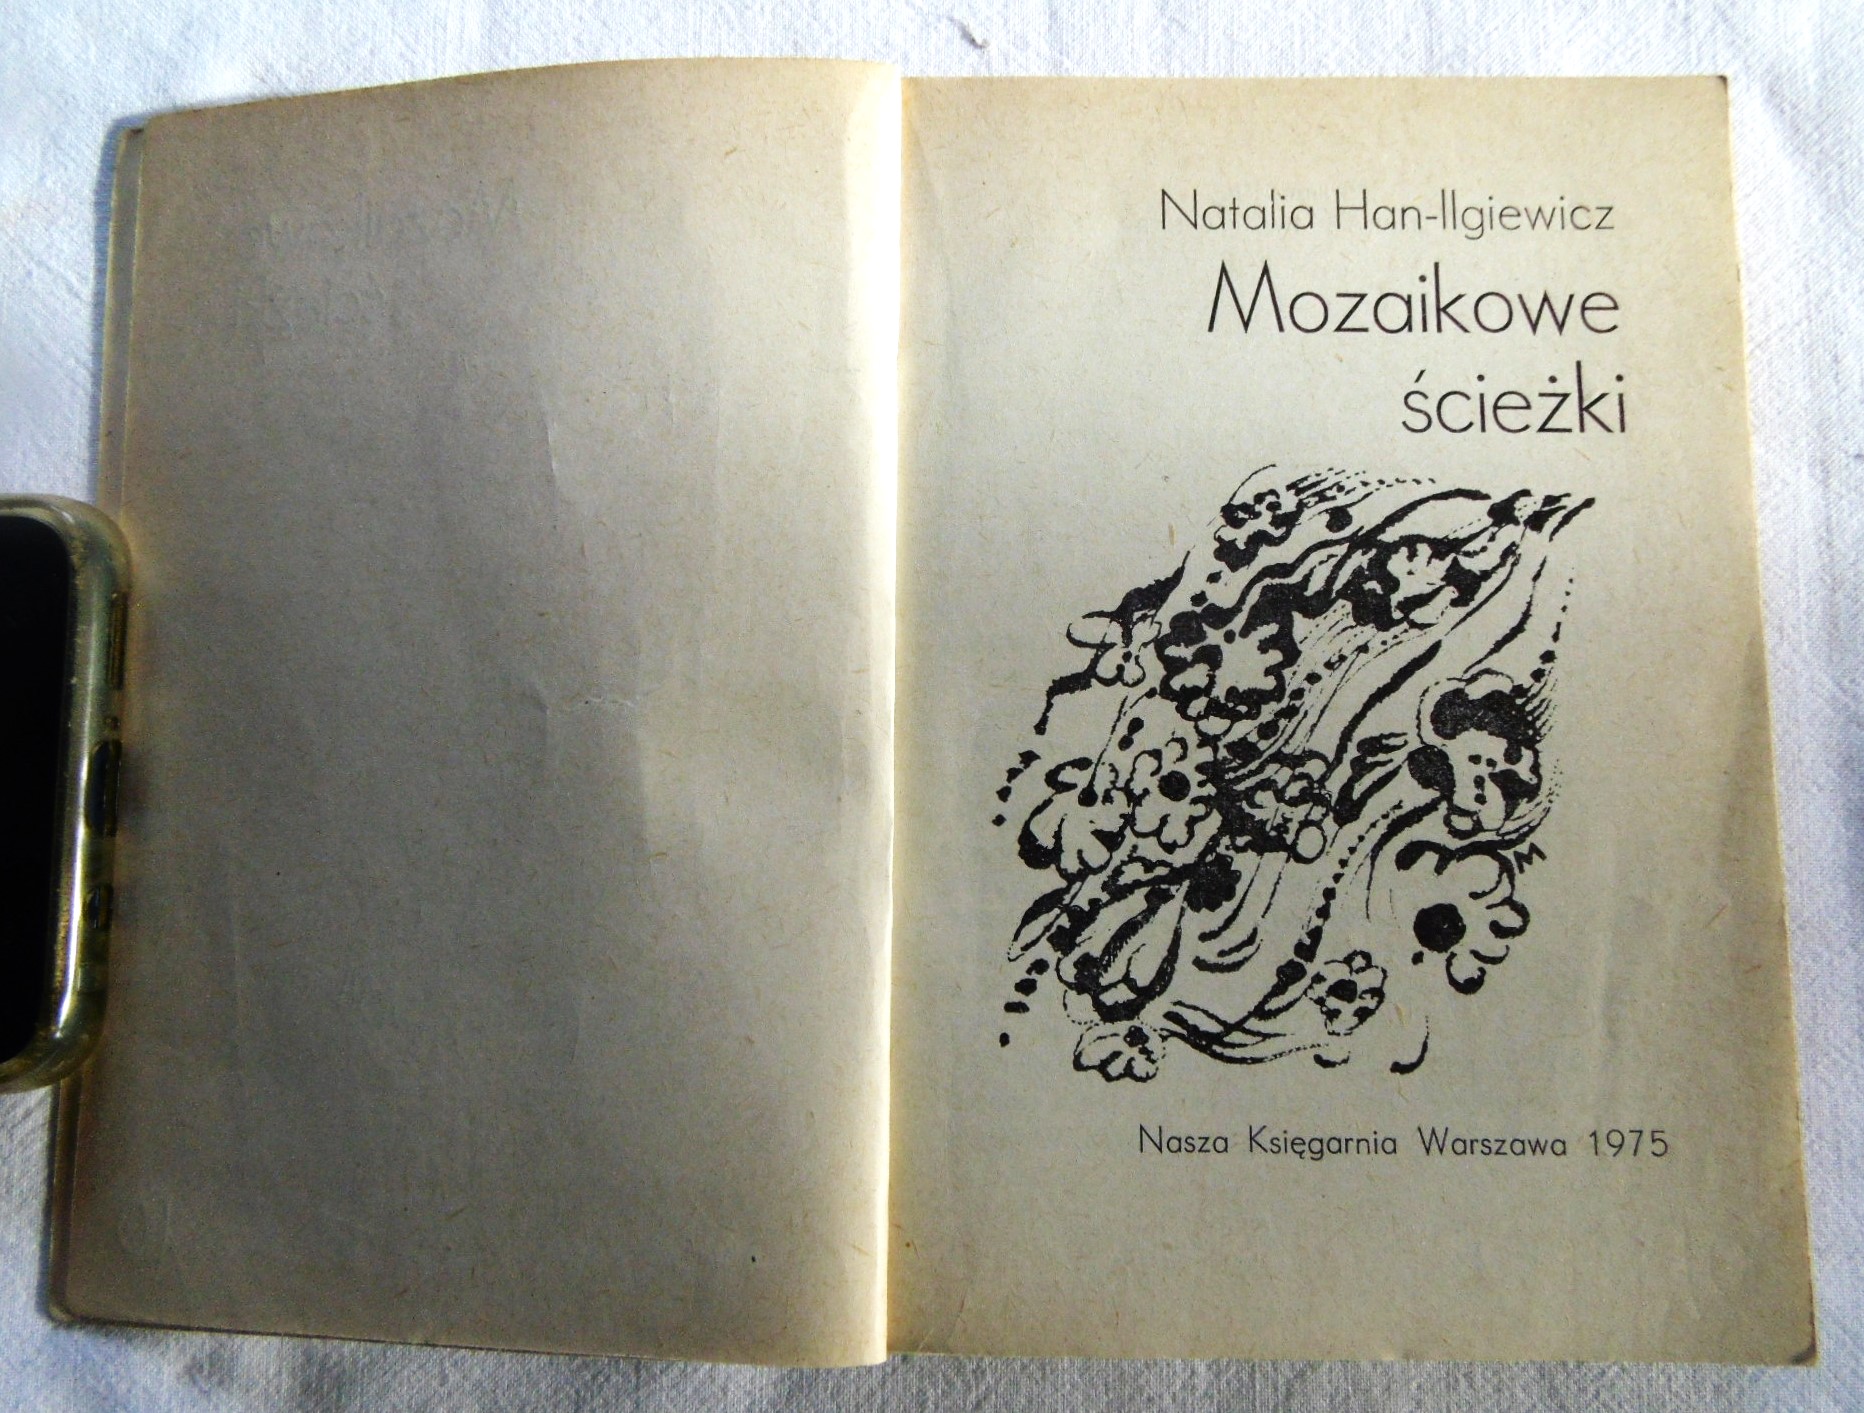 Natalia Han-Ilgiewicz
Mozaikowe
ścieżki
Nasza Księgarnia Warszawa 1975